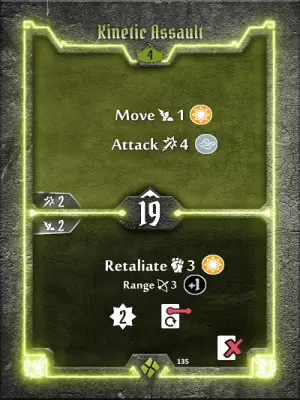 Kinetic Assault
4
Move 1
Attack 4
2
19
2
Retaliate 3
Range 3 +1
2
135